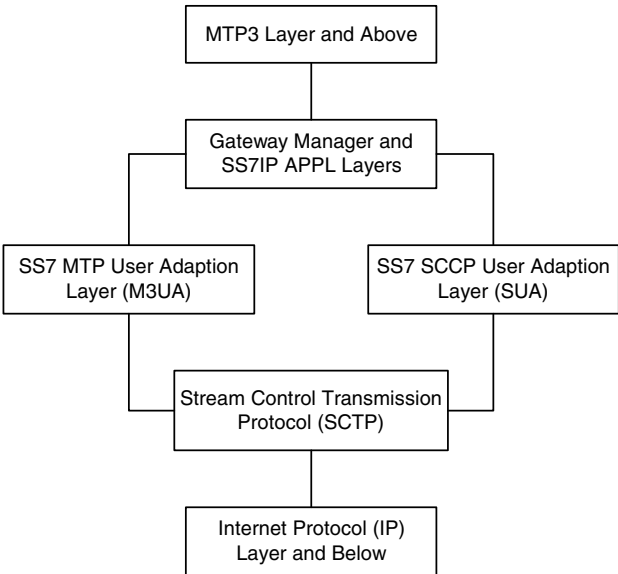 MTP3 Layer and Above
Gateway Manager and
SS7IP APPL Layers
SS7 MTP User Adaption
Layer (M3UA)
SS7 SCCP User Adaption
Layer (SUA)
Stream Control Transmission
Protocol (SCTP)
Internet Protocol (IP)
Layer and Below